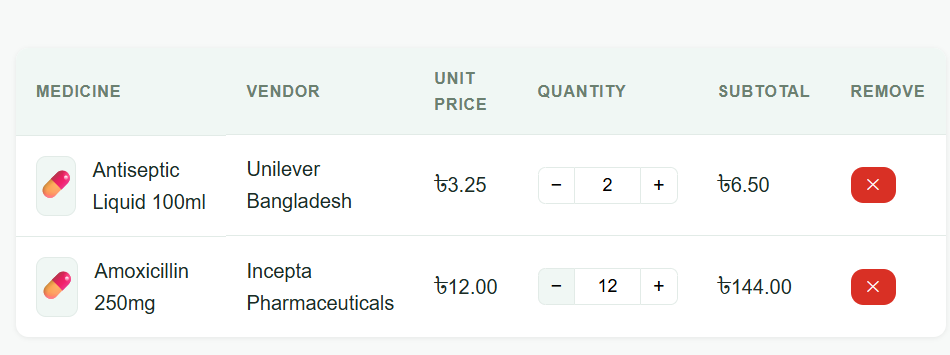 MEDICINE VENDOR UNIT PRICE QUANTITY SUBTOTAL REMOVE
Antiseptic Unilever
Liquid 100ml Bangladesh ৳3.25 − 2 + ৳6.50 ×
Amoxicillin Incepta
250mg Pharmaceuticals ৳12.00 − 12 + ৳144.00 ×